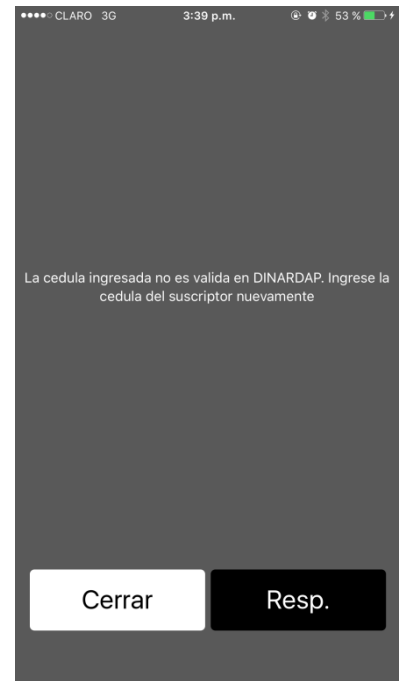 CLARO 3G 3:39 p.m. 53 %
La cedula ingresada no es valida en DINARDAP. Ingrese la
cedula del suscriptor nuevamente
Cerrar Resp.